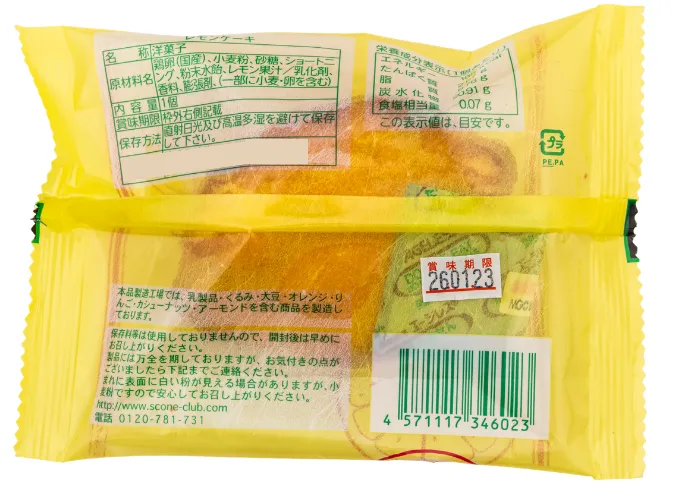 レモンケーキ
名 称 洋菓子
原材料名 鶏卵(国産)、小麦粉、砂糖、ショートニ
ング、粉末水飴、レモン果汁/乳化剤、
香料、膨張剤、(一部に小麦・卵を含む)
内 容 量 1個
賞味期限 枠外右側記載
保存方法 直射日光及び高温多湿を避けて保存
して下さい。
栄養成分表示(1個
エネルギー
たんぱく質
脂 質
炭水化物
食塩相当量 0.07g
この表示値は、目安です。
プラ
PE,PA
賞味期限
260123
本品製造工場では、乳製品・くるみ・大豆・オレンジ・り
んご・カシューナッツ・アーモンドを含む商品を製造し
ております。
保存料等は使用しておりませんので、開封後は早めに
お召し上がりください。
製品には万全を期しておりますが、お気付きの点が
ございましたら下記までご連絡ください。
まれに表面に白い粉が見える場合がありますが、小
麦粉ですので安心してお召し上がりください。
http://www.scone-club.com
電話 0120-781-731
4 571117 346023